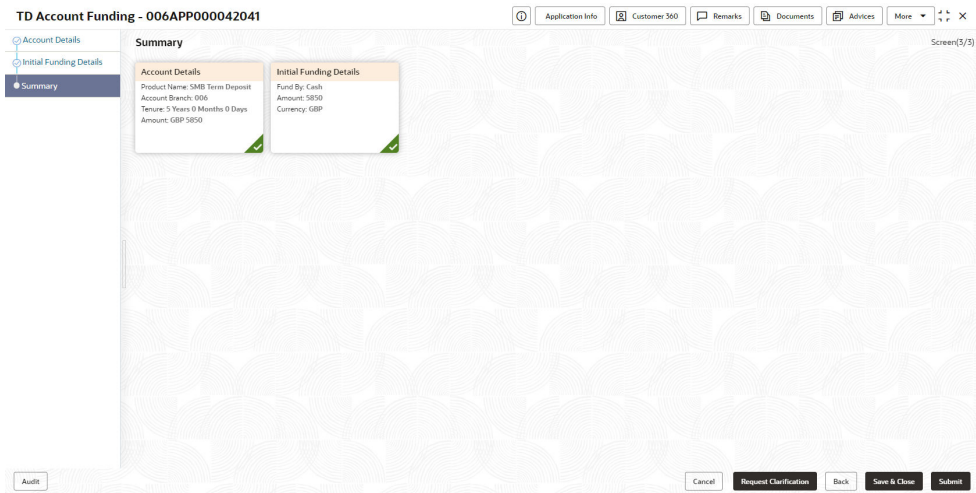 TD Account Funding - 006APP000042041
Application Info
Customer 360
Remarks
Documents
Advices
More
Account Details
Initial Funding Details
Summary
Summary
Screen(3/3)
Account Details
Product Name: SMB Term Deposit
Account Branch: 006
Tenure: 5 Years 0 Months 0 Days
Amount: GBP 5850
Initial Funding Details
Fund By: Cash
Amount: 5850
Currency: GBP
Audit
Cancel
Request Clarification
Back
Save & Close
Submit